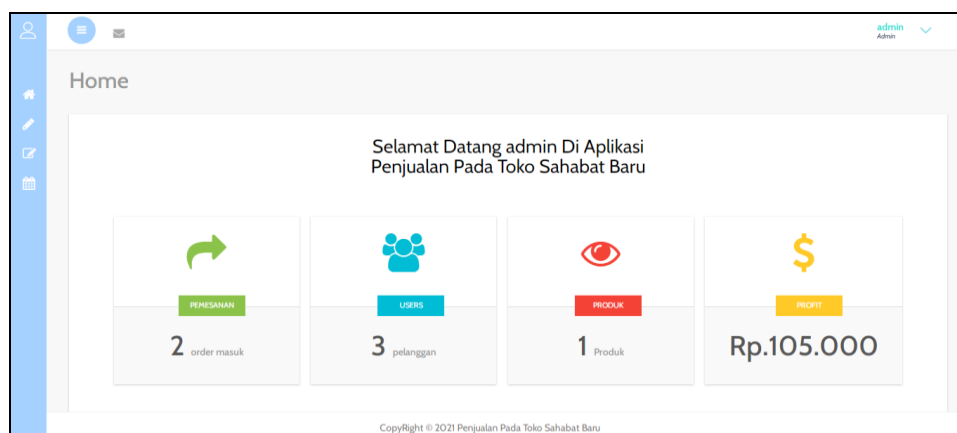 admin
Admin
Home
Selamat Datang admin Di Aplikasi
Penjualan Pada Toko Sahabat Baru
PEMESANAN
USERS
PRODUK
PROFIT
2 order masuk
3 pelanggan
1 Produk
Rp.105.000
CopyRight © 2021 Penjualan Pada Toko Sahabat Baru